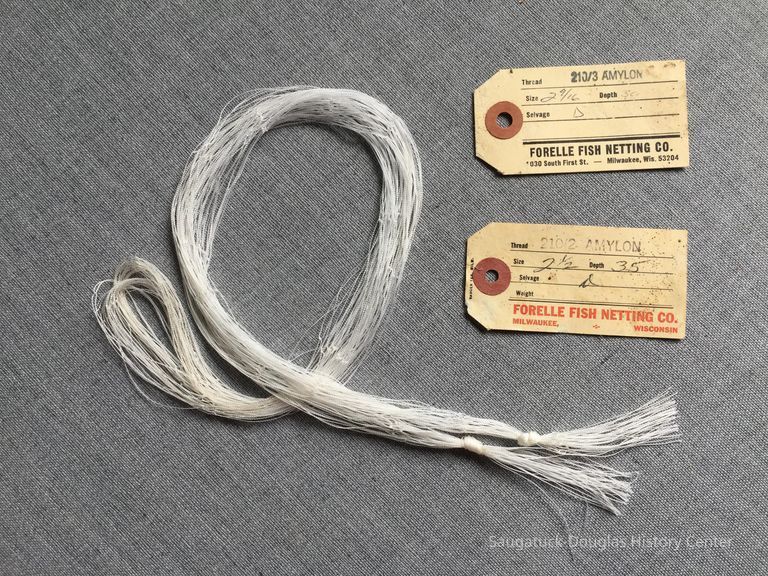 Thread 210/3 AMYLON
Size 2 9/16 Depth 50
Selvage D
FORELLE FISH NETTING CO.
1030 South First St. — Milwaukee, Wis. 53204
Thread 210/2 AMYLON
Size 2 1/2 Depth 35
Selvage D
Weight
FORELLE FISH NETTING CO.
MILWAUKEE, WISCONSIN
Saugatuck-Douglas History Center